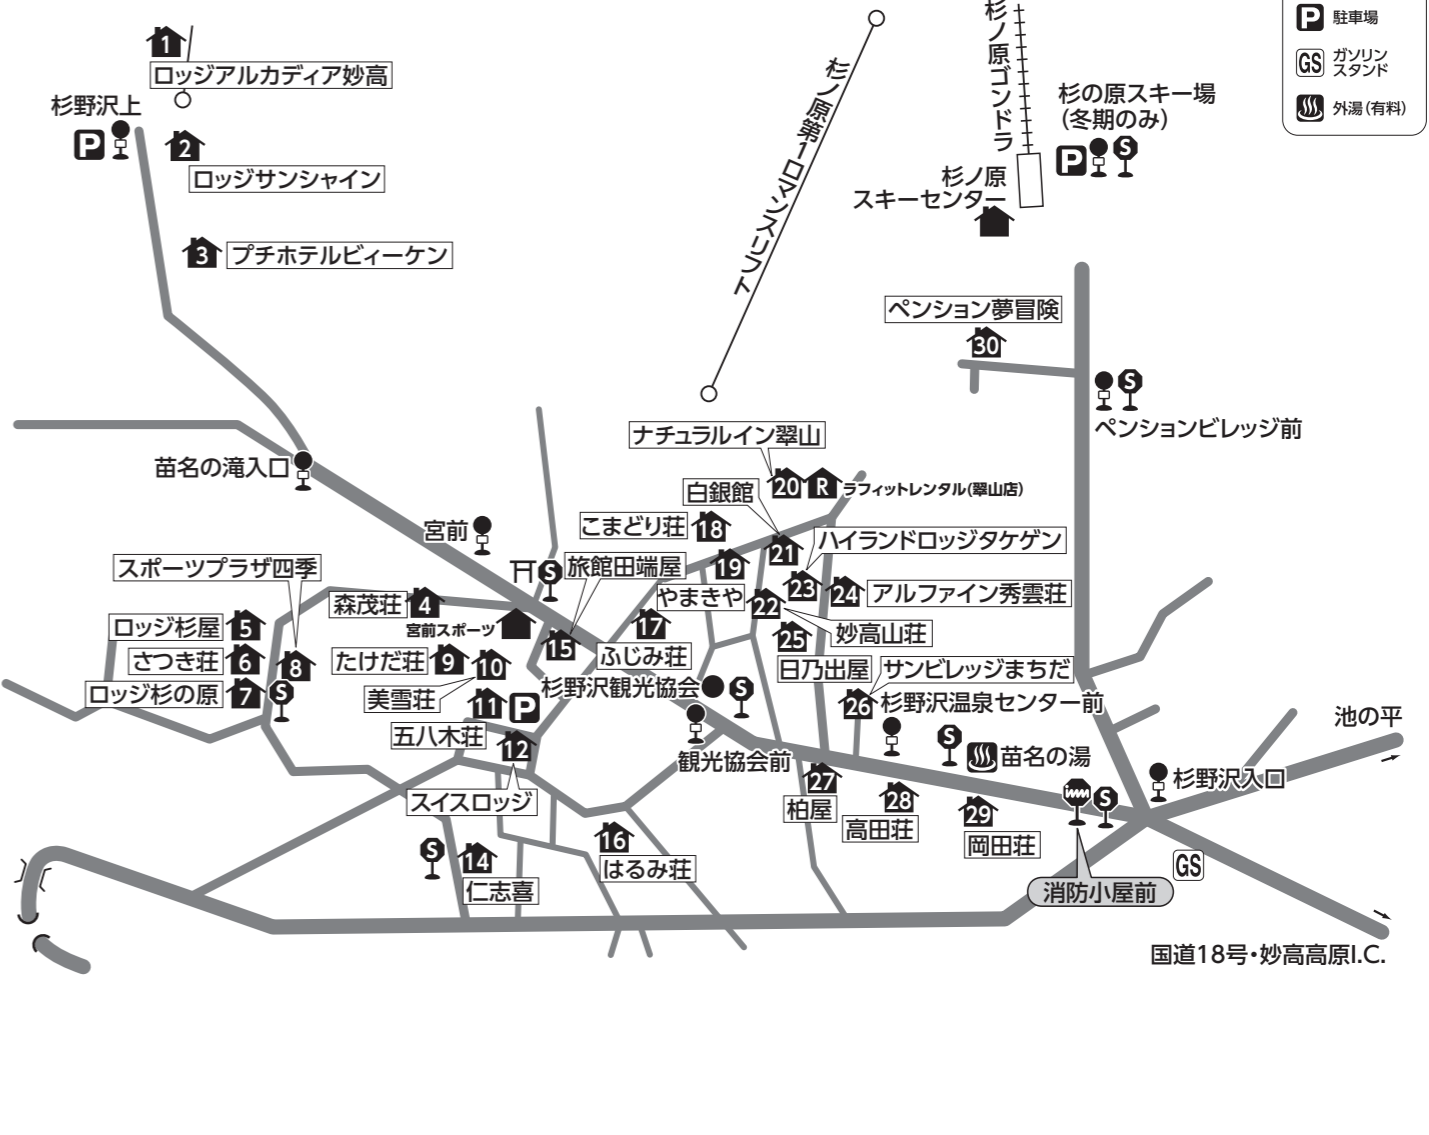 P 駐車場
GS ガソリン
スタンド
外湯（有料）
杉ノ原ゴンドラ
杉ノ原第1ロマンスリフト
1
ロッジアルカディア妙高
杉野沢上
P
2
ロッジサンシャイン
3 プチホテルビィーケン
杉の原スキー場
（冬期のみ）
P S
杉ノ原
スキーセンター
ペンション夢冒険
30
S
ペンションビレッジ前
苗名の滝入口
ナチュラルイン翠山
20 R ラフィットレンタル(翠山店)
白銀館
21
こまどり荘 18
宮前
S
旅館田端屋
15
19
やまきや
ハイランドロッジタケゲン
23
24 アルファイン秀雲荘
22
妙高山荘
25
日乃出屋
サンビレッジまちだ
26
スポーツプラザ四季
8
森茂荘 4
宮前スポーツ
ロッジ杉屋 5
さつき荘 6
ロッジ杉の原 7 S
たけだ荘 9
10
美雪荘
11 P
五八木荘
12
スイスロッジ
17
ふじみ荘
杉野沢観光協会 S
観光協会前
杉野沢温泉センター前
S 苗名の湯
27
柏屋
28
高田荘
29
岡田荘
S
消防小屋前
杉野沢入口
池の平
GS
国道18号・妙高高原I.C.
S 14
仁志喜
16
はるみ荘